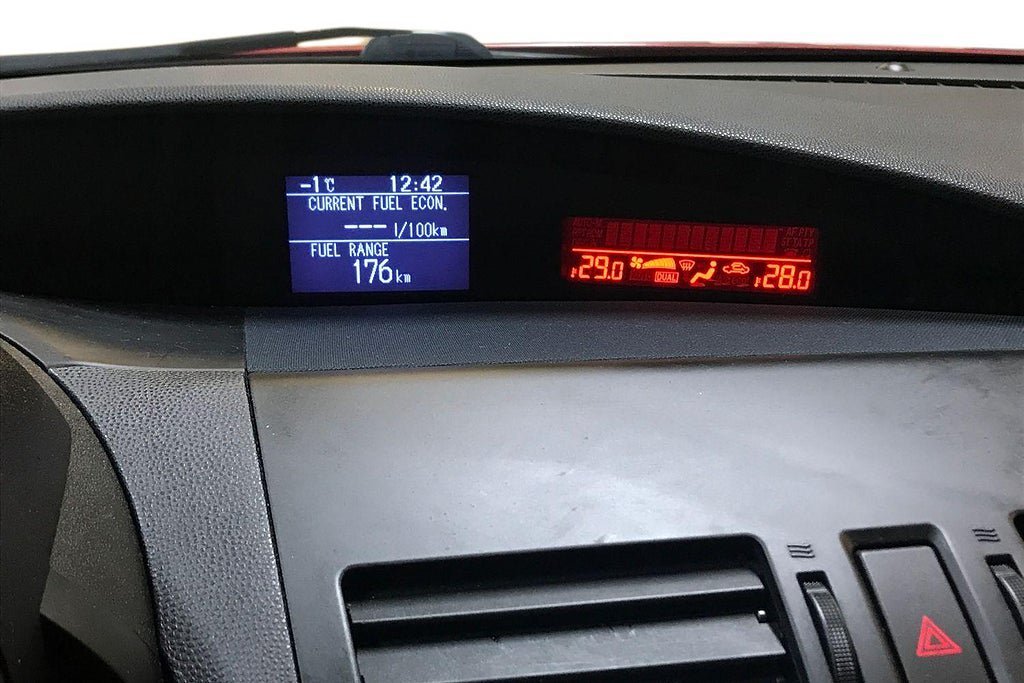 -1℃ 12:42
CURRENT FUEL ECON.
--- l/100km
FUEL RANGE
176km
29.0 DUAL 28.0